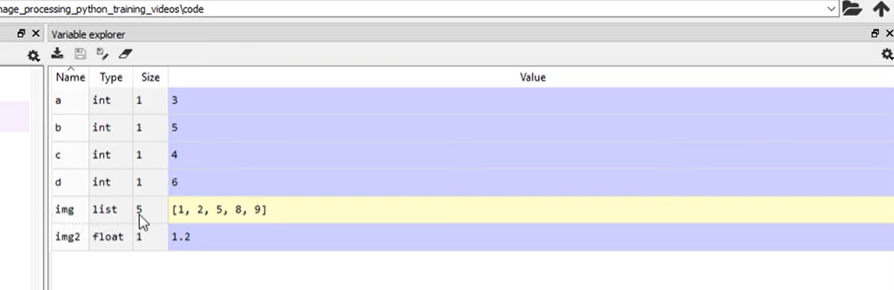 nage_processing_python_training_videos\code
Variable explorer
Name Type Size Value
a int 1 3
b int 1 5
c int 1 4
d int 1 6
img list 5 [1, 2, 5, 8, 9]
img2 float 1 1.2